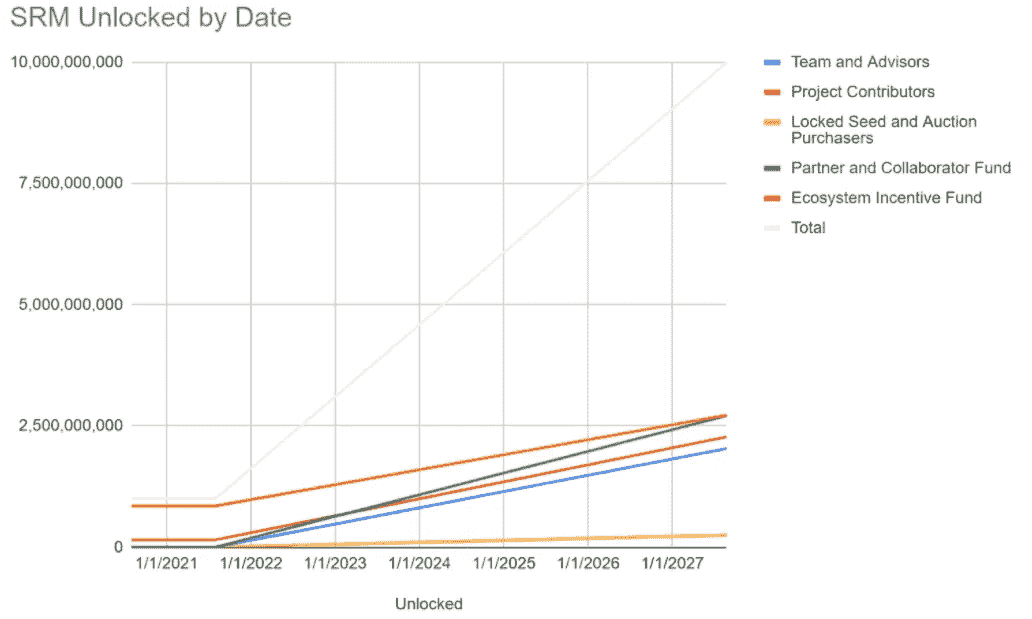 SRM Unlocked by Date
10,000,000,000
7,500,000,000
5,000,000,000
2,500,000,000
0
1/1/2021
1/1/2022
1/1/2023
1/1/2024
1/1/2025
1/1/2026
1/1/2027
Unlocked
Team and Advisors
Project Contributors
Locked Seed and Auction
Purchasers
Partner and Collaborator Fund
Ecosystem Incentive Fund
Total